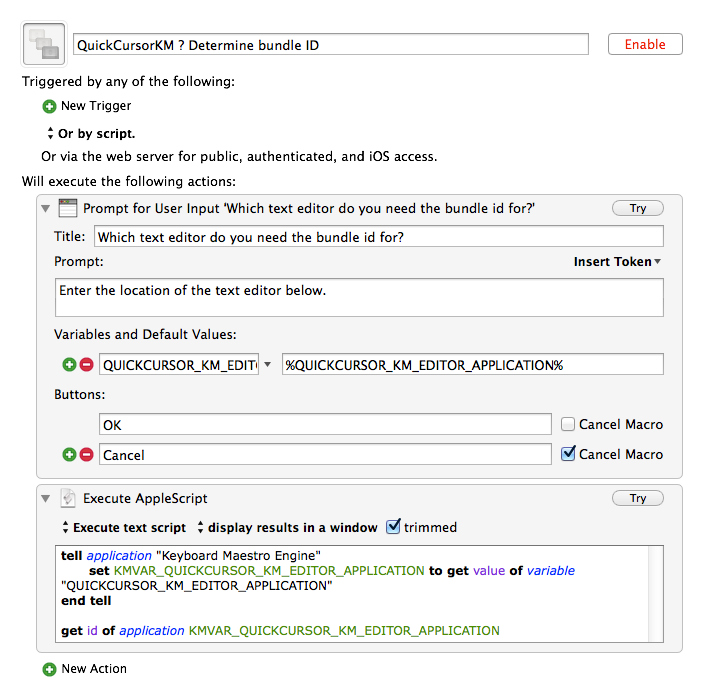 QuickCursorKM ? Determine bundle ID
Enable
Triggered by any of the following:
New Trigger
Or by script.
Or via the web server for public, authenticated, and iOS access.
Will execute the following actions:
Prompt for User Input 'Which text editor do you need the bundle id for?'
Try
Title: Which text editor do you need the bundle id for?
Prompt:
Insert Token
Enter the location of the text editor below.
Variables and Default Values:
QUICKCURSOR_KM_EDIT %QUICKCURSOR_KM_EDITOR_APPLICATION%
Buttons:
OK
Cancel Macro
Cancel
Cancel Macro
Execute AppleScript
Try
Execute text script display results in a window trimmed
tell application "Keyboard Maestro Engine"
set KMVAR_QUICKCURSOR_KM_EDITOR_APPLICATION to get value of variable
"QUICKCURSOR_KM_EDITOR_APPLICATION"
end tell
get id of application KMVAR_QUICKCURSOR_KM_EDITOR_APPLICATION
New Action